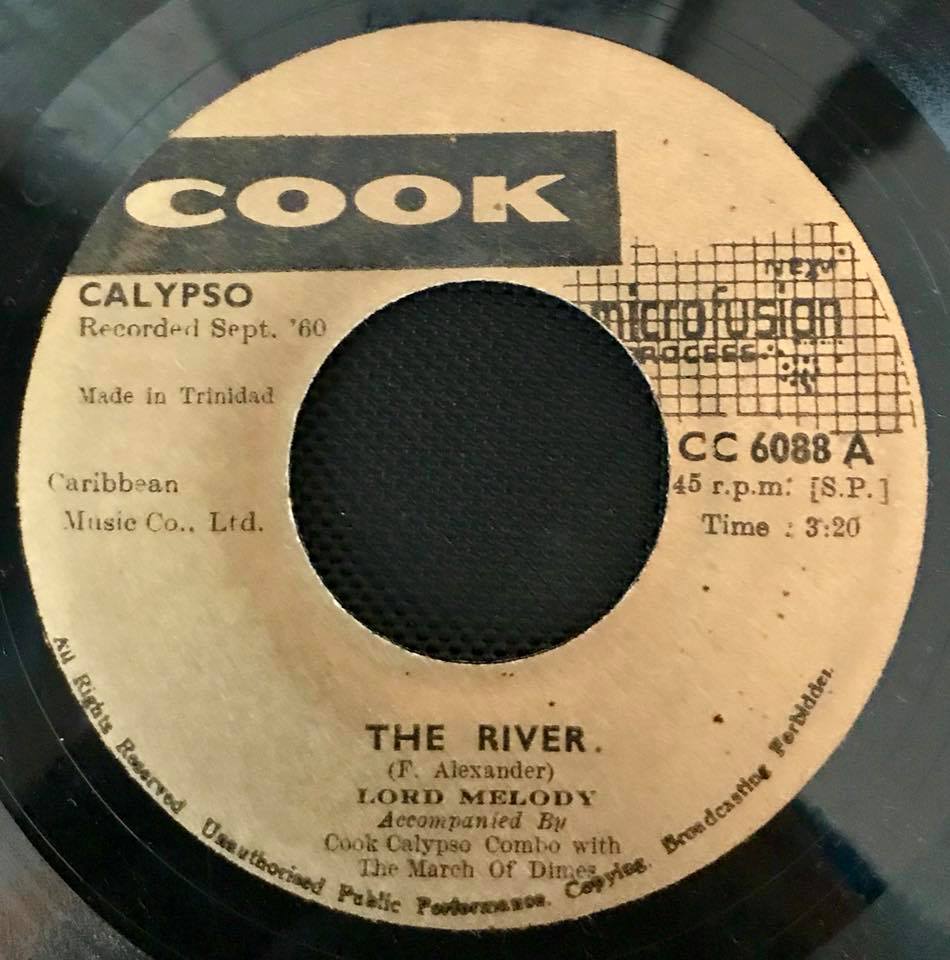 COOK
CALYPSO
Recorded Sept. '60
Made in Trinidad
Caribbean
Music Co., Ltd.
new
microfusion
PROCESS
CC 6088 A
45 r.p.m: [S.P.]
Time : 3:20
THE RIVER.
(F. Alexander)
LORD MELODY
Accompanied By
Cook Calypso Combo with
The March Of Dimes
All Rights Reserved Unauthorised Public Performance. Copying. Broadcasting Forbidden.